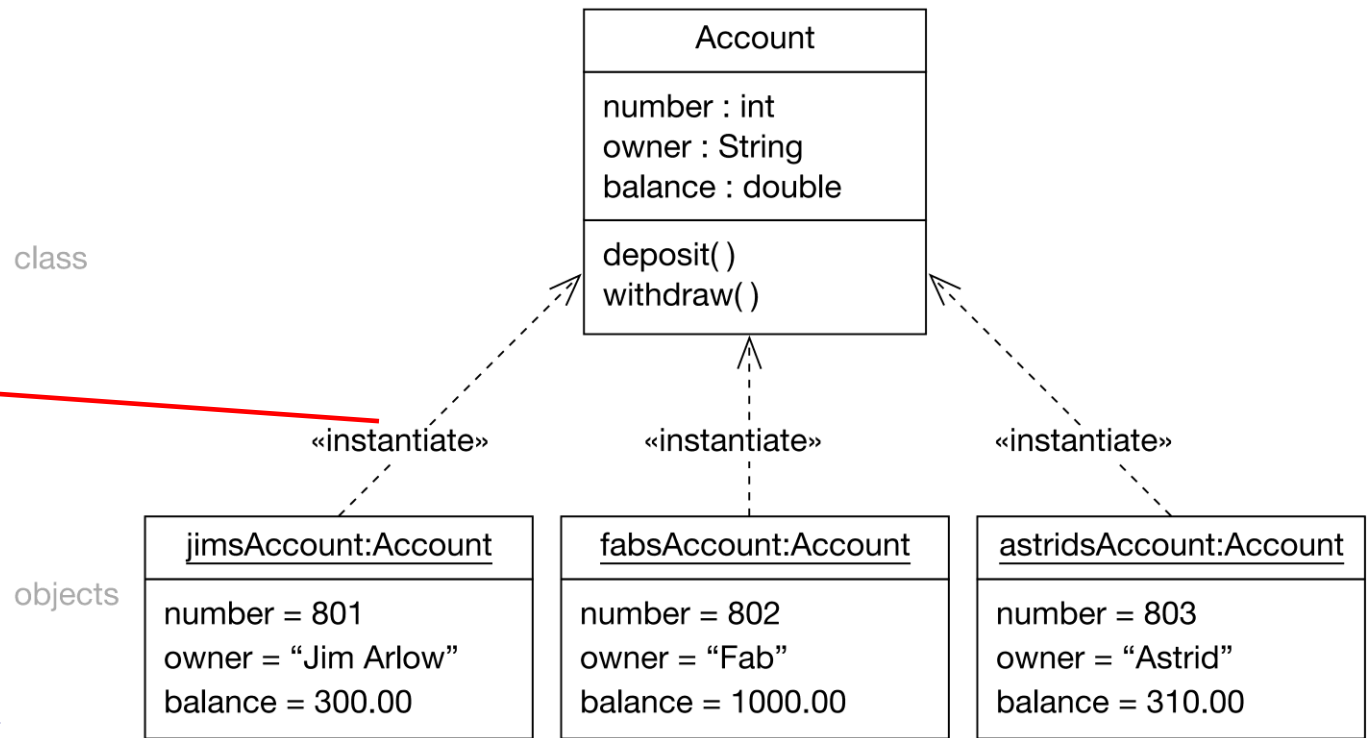 Account
number : int
owner : String
balance : double
class
deposit( )
withdraw( )
«instantiate»
«instantiate»
«instantiate»
jimsAccount:Account
fabsAccount:Account
astridsAccount:Account
objects
number = 801
owner = “Jim Arlow”
balance = 300.00
number = 802
owner = “Fab”
balance = 1000.00
number = 803
owner = “Astrid”
balance = 310.00